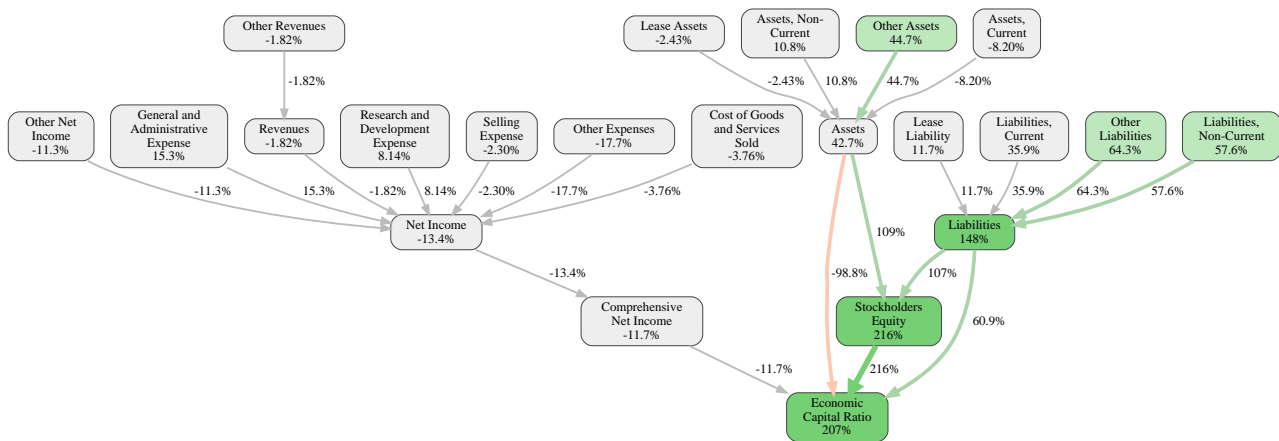 Other Revenues
-1.82%
Lease Assets
-2.43%
Assets, Non-
Current
10.8%
Other Assets
44.7%
Assets,
Current
-8.20%
-1.82%
-2.43%
10.8%
44.7%
-8.20%
Other Net
Income
-11.3%
General and
Administrative
Expense
15.3%
Revenues
-1.82%
Research and
Development
Expense
8.14%
Selling
Expense
-2.30%
Other Expenses
-17.7%
Cost of Goods
and Services
Sold
-3.76%
Assets
42.7%
Lease
Liability
11.7%
Liabilities,
Current
35.9%
Other
Liabilities
64.3%
Liabilities,
Non-Current
57.6%
-11.3%
15.3%
-1.82%
8.14%
-2.30%
-17.7%
-3.76%
11.7%
35.9%
64.3%
57.6%
Net Income
-13.4%
Liabilities
148%
109%
-13.4%
-98.8%
107%
Comprehensive
Net Income
-11.7%
Stockholders
Equity
216%
60.9%
-11.7%
216%
Economic
Capital Ratio
207%